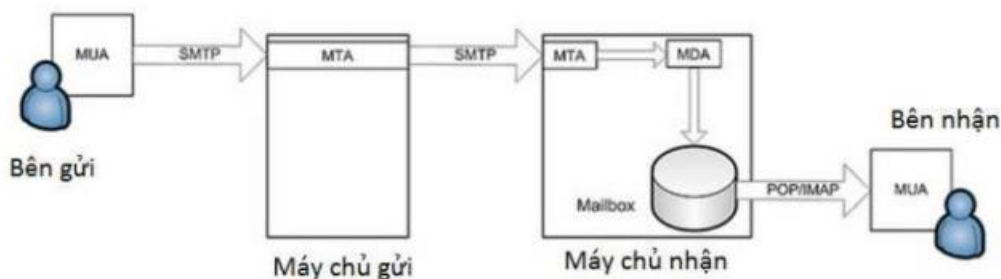 MUA
SMTP
MTA
SMTP
MTA
MDA
Bên gửi
Bên nhận
Mailbox
POP/IMAP
MUA
Máy chủ gửi
Máy chủ nhận